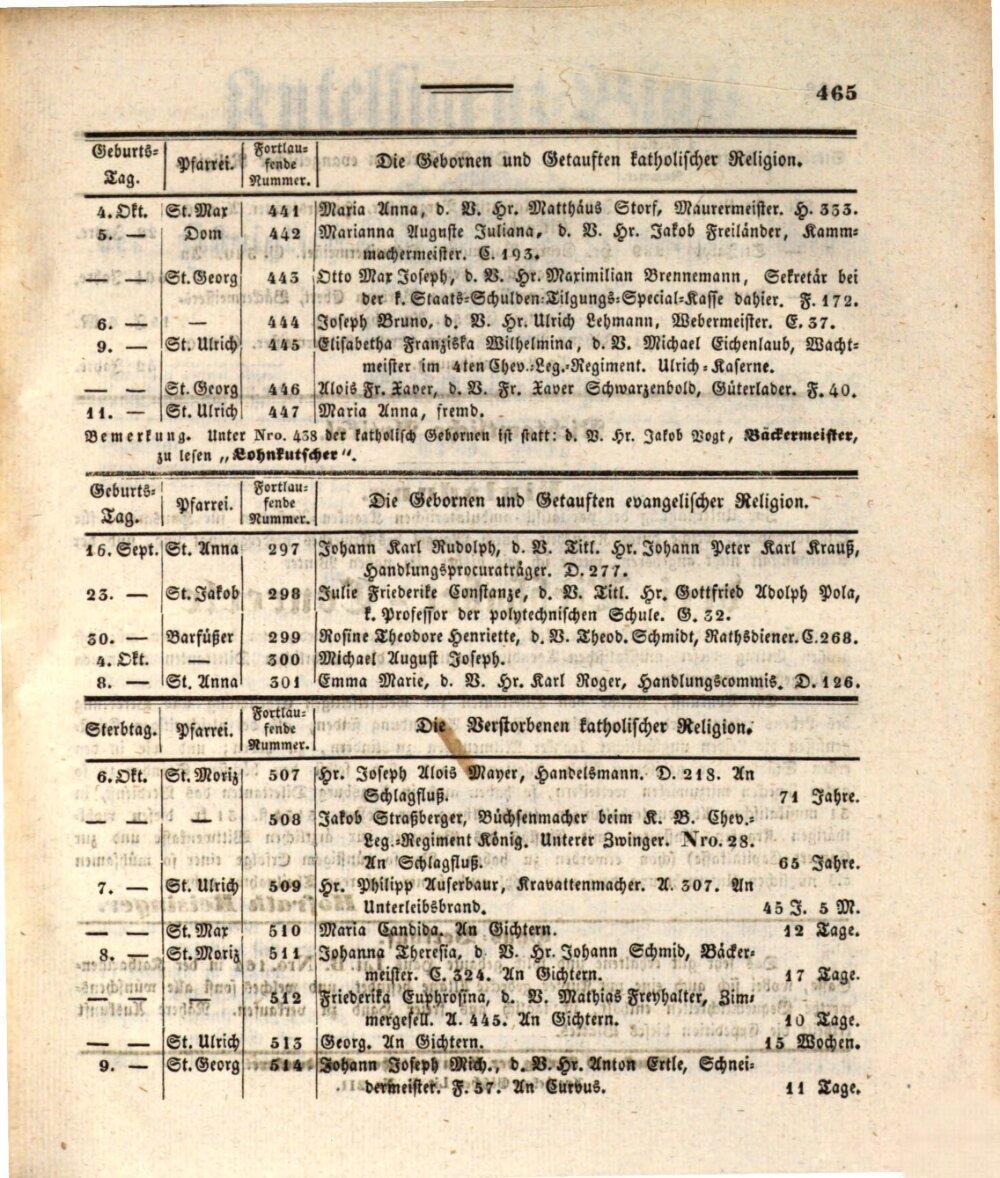 465
Geburts= Tag. Pfarrei. Fortlau= fende Nummer. Die Gebornen und Getauften katholischer Religion.
4. Okt. St. Max 441 Maria Anna, d. V. Hr. Matthäus Storf, Maurermeister. H. 333.
5. — Dom 442 Marianna Auguste Juliana, d. V. Hr. Jakob Freiländer, Kamm=
machermeister. C. 193.
— — St. Georg 443 Otto Max Joseph, d. V. Hr. Maximilian Brennemann, Sekretär bei
der k. Staats=Schulden=Tilgungs=Special=Kasse dahier. F. 172.
6. — — 444 Joseph Bruno, d. V. Hr. Ulrich Lehmann, Webermeister. E. 37.
9. — St. Ulrich 445 Elisabetha Franziska Wilhelmina, d. V. Michael Eichenlaub, Wacht=
meister im 4ten Chev.=Leg.=Regiment. Ulrich=Kaserne.
— — St. Georg 446 Alois Fr. Xaver, d. V. Fr. Xaver Schwarzenbold, Güterlader. F. 40.
11. — St. Ulrich 447 Maria Anna, fremd.
Bemerkung. Unter Nro. 438 der katholisch Gebornen ist statt: d. V. Hr. Jakob Vogt, Bäckermeister,
zu lesen „Lohnkutscher".
Geburts= Tag. Pfarrei. Fortlau= fende Nummer. Die Gebornen und Getauften evangelischer Religion.
16. Sept. St. Anna 297 Johann Karl Rudolph, d. V. Titl. Hr. Johann Peter Karl Krauß,
Handlungsprocuraträger. D. 277.
23. — St. Jakob 298 Julie Friederike Constanze, d. V. Titl. Hr. Gottfried Adolph Pola,
k. Professor der polytechnischen Schule. G. 32.
30. — Barfüßer 299 Rosine Theodore Henriette, d. V. Theod. Schmidt, Rathsdiener. C. 268.
4. Okt. — 300 Michael August Joseph.
8. — St. Anna 301 Emma Marie, d. V. Hr. Karl Roger, Handlungscommis. D. 126.
Sterbtag. Pfarrei. Fortlau= fende Nummer. Die Verstorbenen katholischer Religion.
6. Okt. St. Moriz 507 Hr. Joseph Alois Mayer, Handelsmann. D. 218. An
Schlagfluß. 71 Jahre.
— — — 508 Jakob Straßberger, Büchsenmacher beim K. B. Chev.=
Leg.=Regiment König. Unterer Zwinger. Nro. 28.
An Schlagfluß. 65 Jahre.
7. — St. Ulrich 509 Hr. Philipp Auserbaur, Kravattenmacher. A. 307. An
Unterleibsbrand. 45 J. 5 M.
— — St. Max 510 Maria Candida. An Gichtern. 12 Tage.
8. — St. Moriz 511 Johanna Theresia, d. V. Hr. Johann Schmid, Bäcker=
meister. C. 324. An Gichtern. 17 Tage.
— — — 512 Friederika Euphrosina, d. V. Mathias Freyhalter, Zim=
mergesell. A. 445. An Gichtern. 10 Tage.
— — St. Ulrich 513 Georg. An Gichtern. 15 Wochen.
9. — St. Georg 514 Johann Joseph Mich., d. V. Hr. Anton Ertle, Schnei=
dermeister. F. 57. An Curvus. 11 Tage.